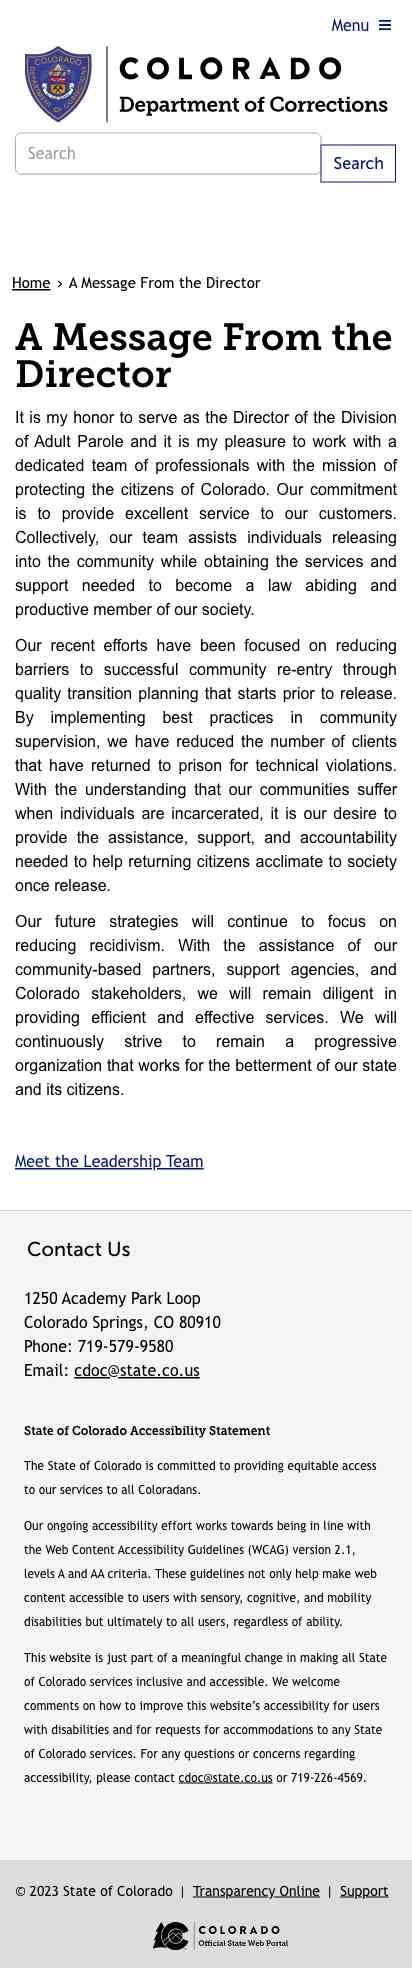 Menu
COLORADO
Department of Corrections
Search
Search
Home › A Message From the Director
A Message From the
Director
It is my honor to serve as the Director of the Division
of Adult Parole and it is my pleasure to work with a
dedicated team of professionals with the mission of
protecting the citizens of Colorado. Our commitment
is to provide excellent service to our customers.
Collectively, our team assists individuals releasing
into the community while obtaining the services and
support needed to become a law abiding and
productive member of our society.
Our recent efforts have been focused on reducing
barriers to successful community re-entry through
quality transition planning that starts prior to release.
By implementing best practices in community
supervision, we have reduced the number of clients
that have returned to prison for technical violations.
With the understanding that our communities suffer
when individuals are incarcerated, it is our desire to
provide the assistance, support, and accountability
needed to help returning citizens acclimate to society
once release.
Our future strategies will continue to focus on
reducing recidivism. With the assistance of our
community-based partners, support agencies, and
Colorado stakeholders, we will remain diligent in
providing efficient and effective services. We will
continuously strive to remain a progressive
organization that works for the betterment of our state
and its citizens.
Meet the Leadership Team
Contact Us
1250 Academy Park Loop
Colorado Springs, CO 80910
Phone: 719-579-9580
Email: cdoc@state.co.us
State of Colorado Accessibility Statement
The State of Colorado is committed to providing equitable access
to our services to all Coloradans.
Our ongoing accessibility effort works towards being in line with
the Web Content Accessibility Guidelines (WCAG) version 2.1,
levels A and AA criteria. These guidelines not only help make web
content accessible to users with sensory, cognitive, and mobility
disabilities but ultimately to all users, regardless of ability.
This website is just part of a meaningful change in making all State
of Colorado services inclusive and accessible. We welcome
comments on how to improve this website's accessibility for users
with disabilities and for requests for accommodations to any State
of Colorado services. For any questions or concerns regarding
accessibility, please contact cdoc@state.co.us or 719-226-4569.
© 2023 State of Colorado | Transparency Online | Support
COLORADO
Official State Web Portal